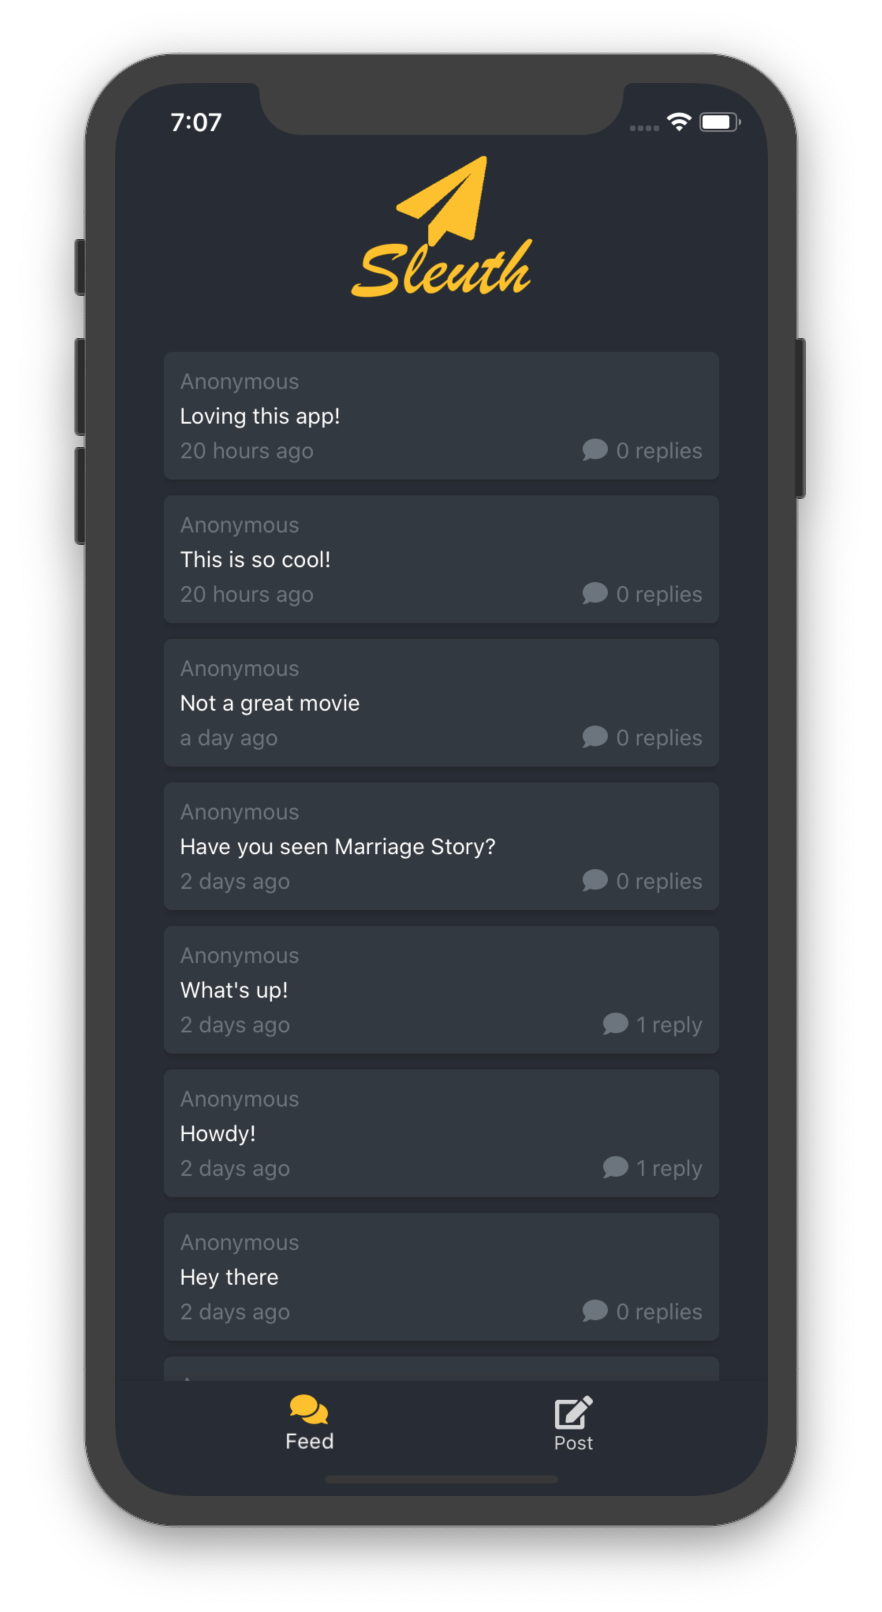 7:07
Sleuth
Anonymous
Loving this app!
20 hours ago 0 replies
Anonymous
This is so cool!
20 hours ago 0 replies
Anonymous
Not a great movie
a day ago 0 replies
Anonymous
Have you seen Marriage Story?
2 days ago 0 replies
Anonymous
What's up!
2 days ago 1 reply
Anonymous
Howdy!
2 days ago 1 reply
Anonymous
Hey there
2 days ago 0 replies
Feed Post